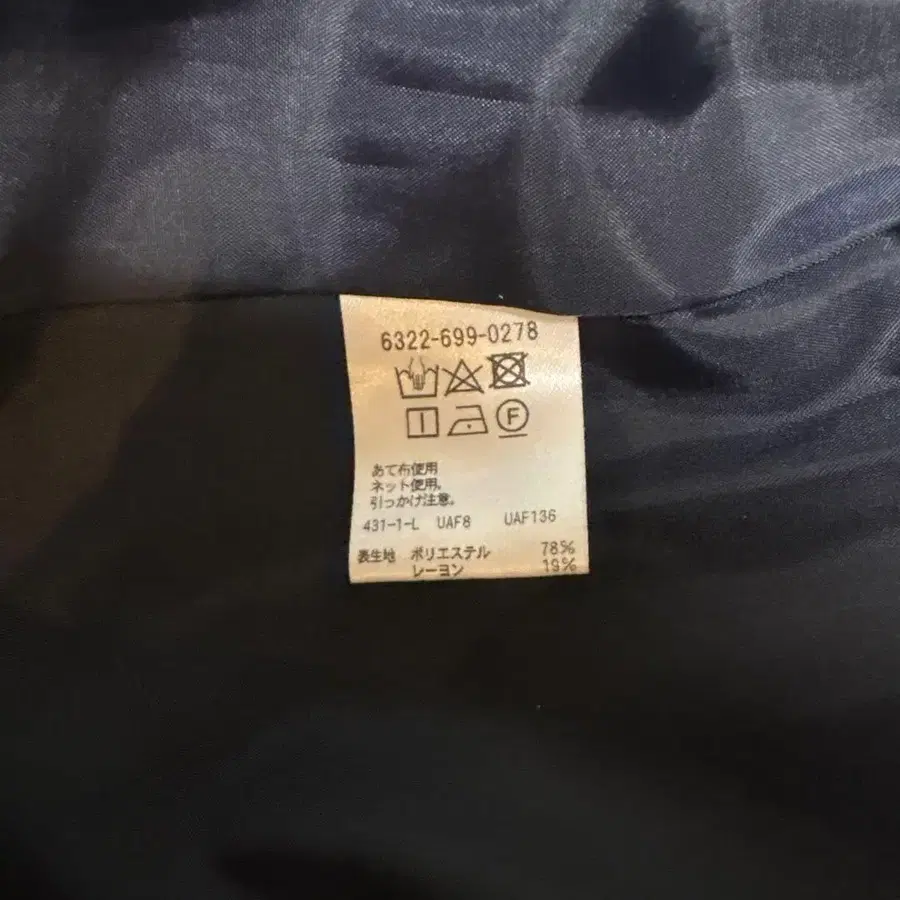 6322-699-0278
F
あて布使用
ネット使用。
引っかけ注意。
431-1-L UAF8 UAF136
表生地 ポリエステル 78%
レーヨン 19%